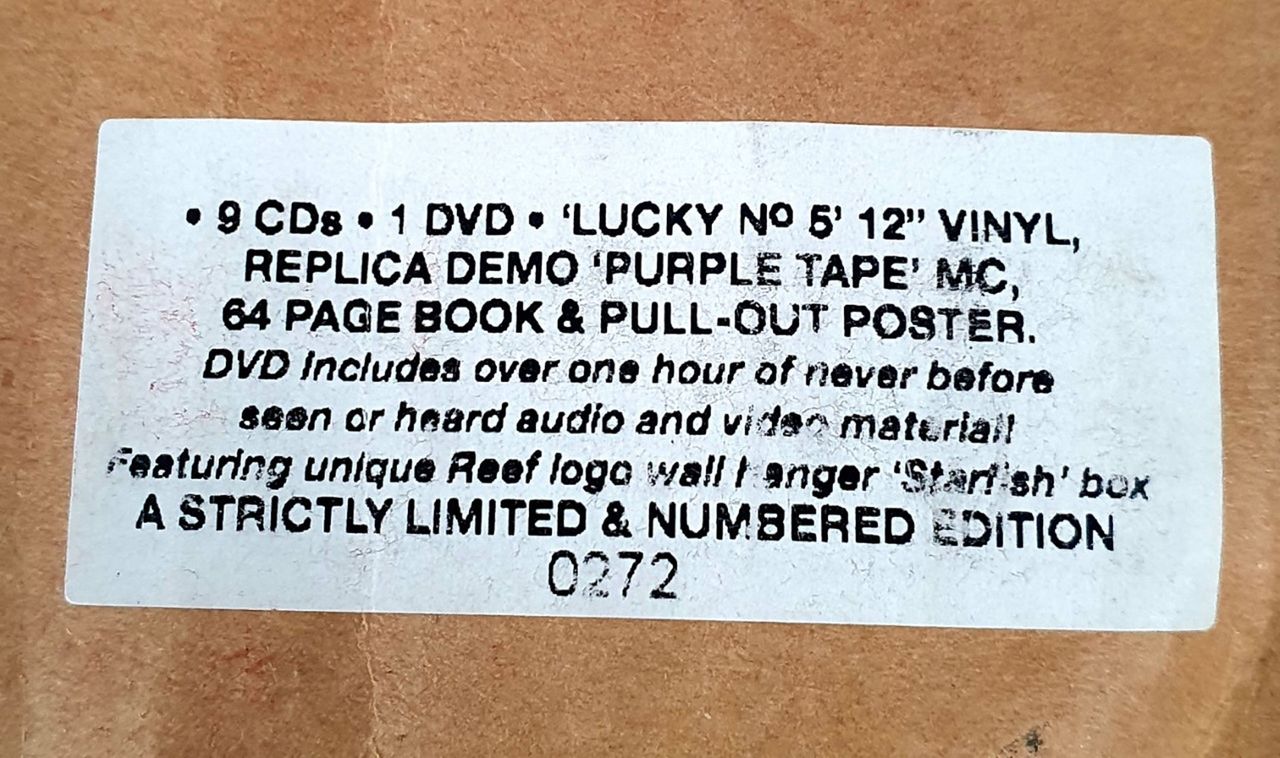 • 9 CDs • 1 DVD • ‘LUCKY Nº 5’ 12” VINYL,
REPLICA DEMO ‘PURPLE TAPE’ MC,
64 PAGE BOOK & PULL-OUT POSTER.
DVD includes over one hour of never before
seen or heard audio and video material!
Featuring unique Reef logo wall hanger ‘Starfish’ box
A STRICTLY LIMITED & NUMBERED EDITION
0272